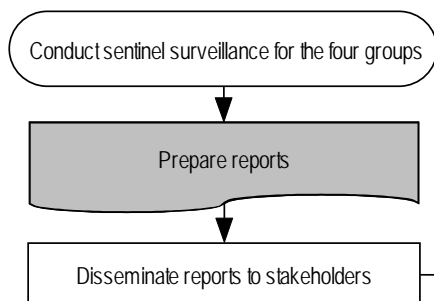 Conduct sentinel surveillance for the four groups
Prepare reports
Disseminate reports to stakeholders